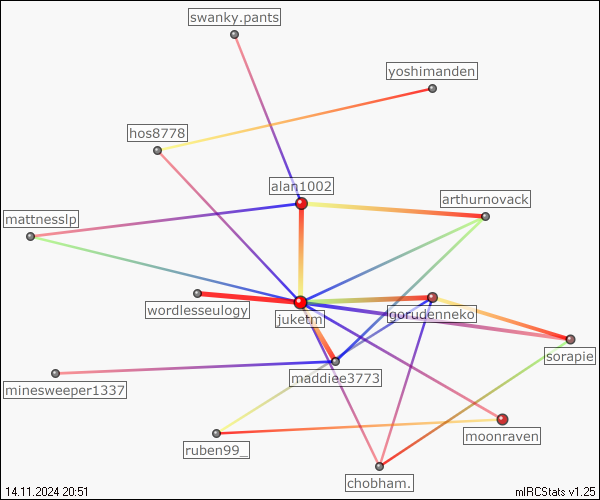 swanky.pants
yoshimanden
hos8778
alan1002
arthurnovack
mattnesslp
wordlesseulogy
juketm
gorudenneko
sorapie
maddiee3773
minesweeper1337
moonraven
ruben99_
chobham.
14.11.2024 20:51
mIRCStats v1.25